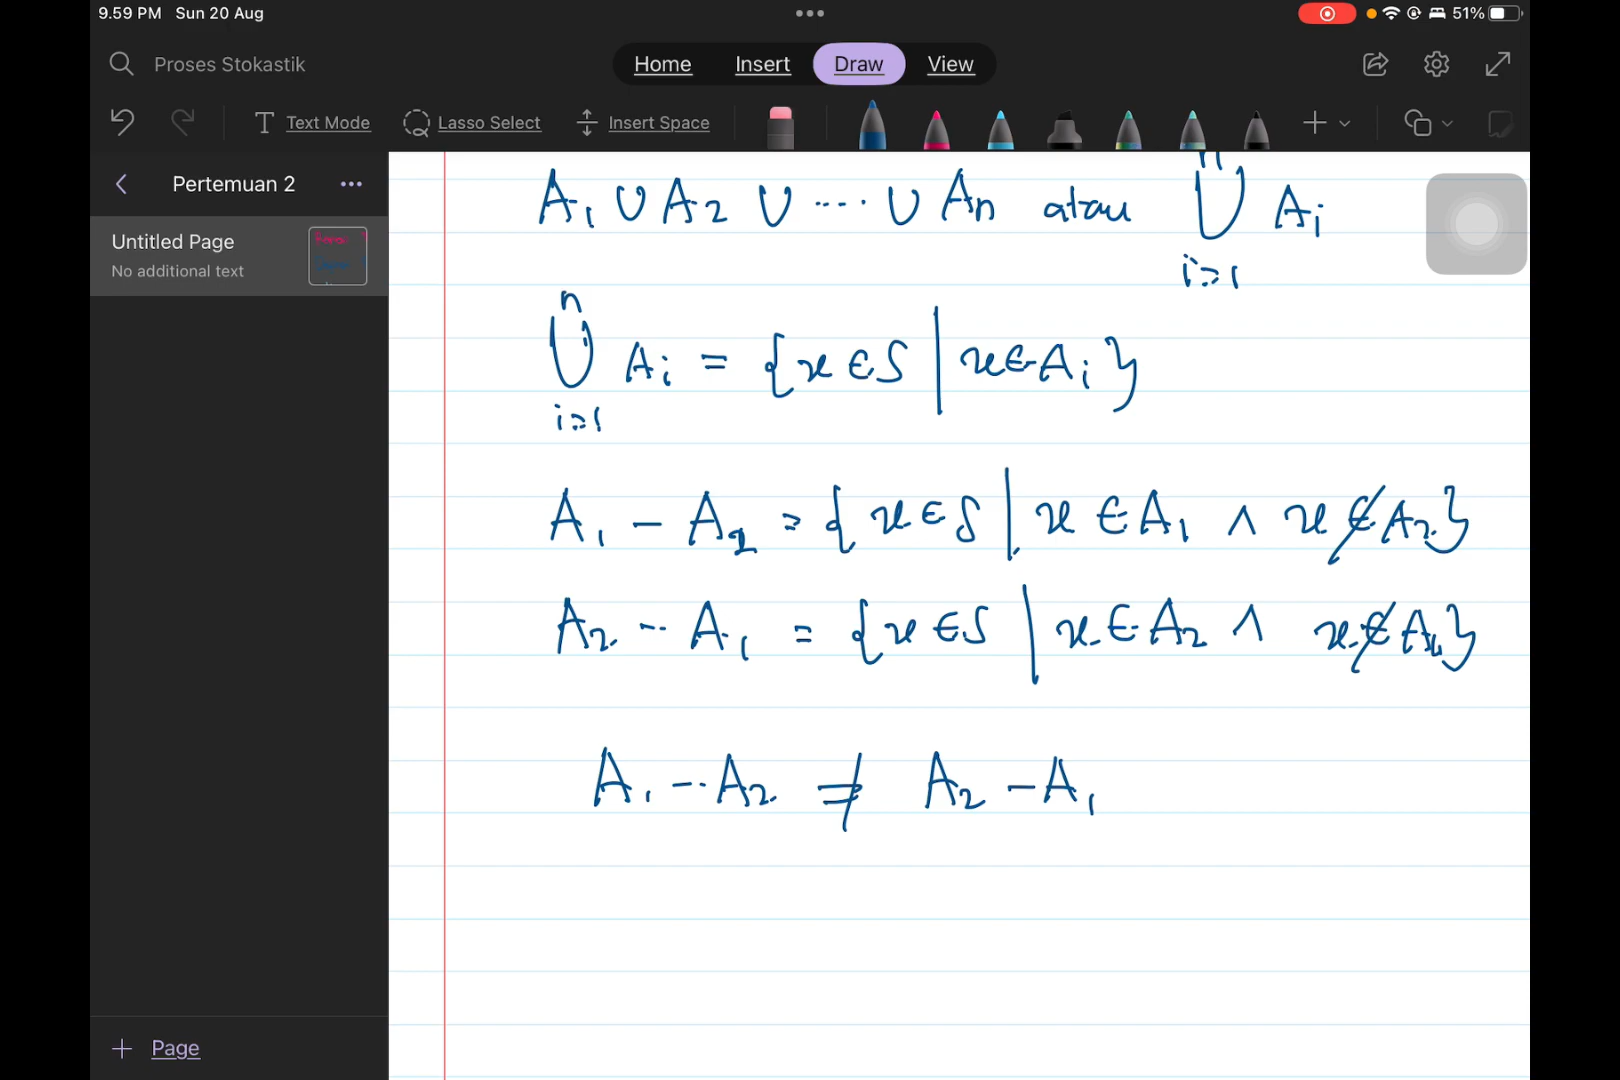 9.59 PM Sun 20 Aug
51%
Proses Stokastik
Home Insert Draw View
Text Mode Lasso Select Insert Space
Pertemuan 2
Untitled Page
No additional text
A₁ ∪ A₂ ∪ ···· ∪ Aₙ atau ⋃ᵢ₌₁ⁿ Aᵢ
⋃ᵢ₌₁ⁿ Aᵢ = {x ∈ S | x ∈ Aᵢ}
A₁ − A₂ = {x ∈ S | x ∈ A₁ ∧ x ∉ A₂}
A₂ − A₁ = {x ∈ S | x ∈ A₂ ∧ x ∉ A₁}
A₁ − A₂ ≠ A₂ − A₁
Page